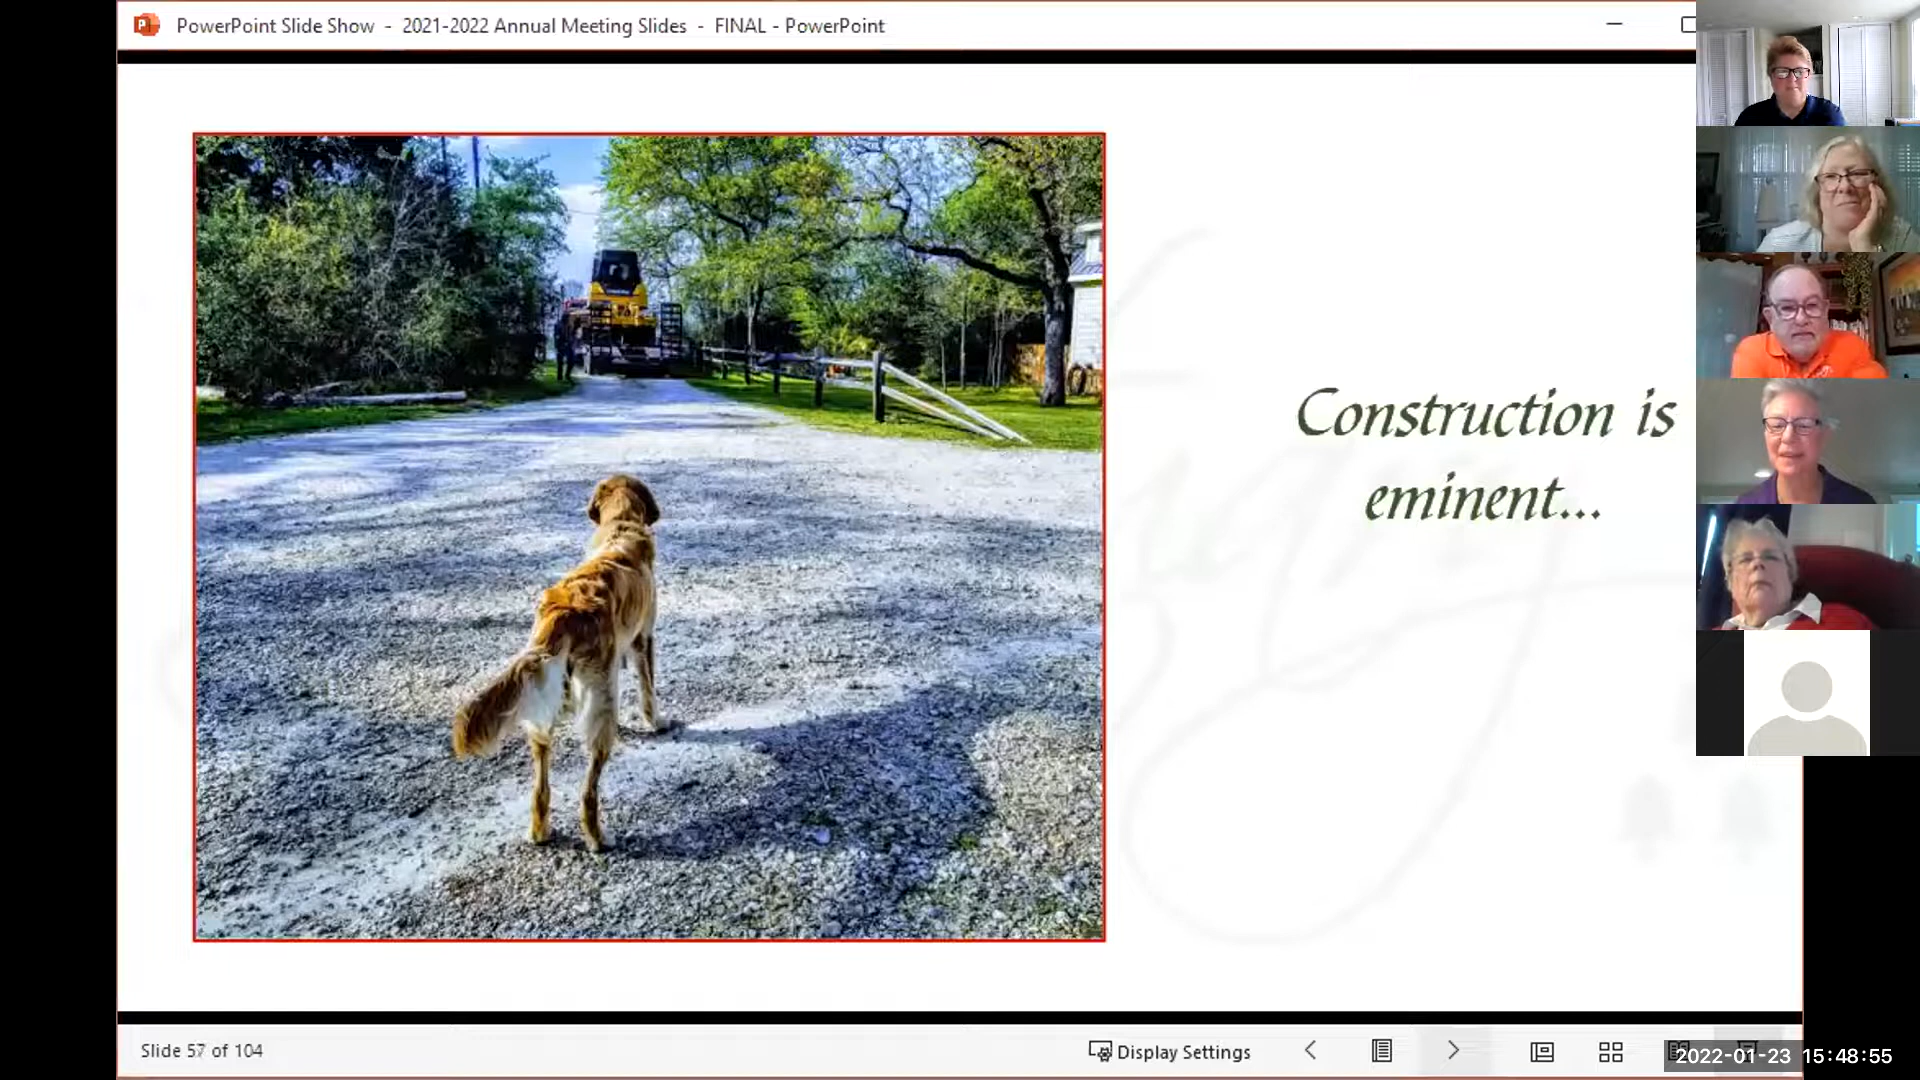 PowerPoint Slide Show - 2021-2022 Annual Meeting Slides - FINAL - PowerPoint
Construction is
eminent...
Slide 57 of 104
Display Settings
2022-01-23 15:48:55